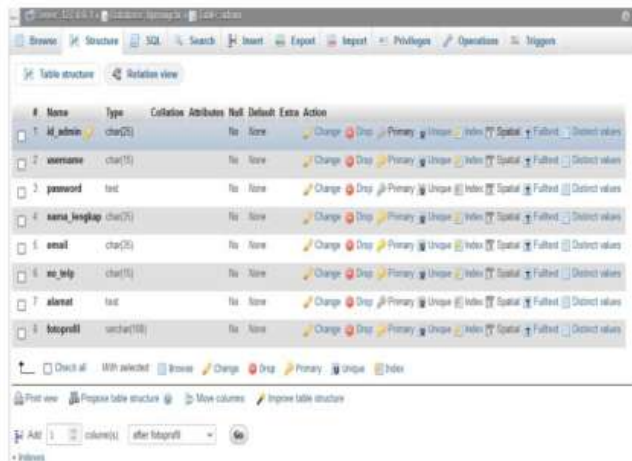 Browse Structure SQL Search Insert Export Import Privileges Operations Triggers
Table structure Relation view
# Name Type Collation Attributes Null Default Extra Action
1 id_admin char(25) No None Change Drop Primary Unique Index Spatial Fulltext Distinct values
2 username char(15) No None Change Drop Primary Unique Index Spatial Fulltext Distinct values
3 password text No None Change Drop Primary Unique Index Spatial Fulltext Distinct values
4 nama_lengkap No None Change Drop Primary Unique Index Spatial Fulltext Distinct values
5 email No None Change Drop Primary Unique Index Spatial Fulltext Distinct values
6 no_telp char(15) No None Change Drop Primary Unique Index Spatial Fulltext Distinct values
7 alamat text No None Change Drop Primary Unique Index Spatial Fulltext Distinct values
8 fotoprofil varchar(100) No None Change Drop Primary Unique Index Spatial Fulltext Distinct values
Check all With selected: Browse Change Drop Primary Unique Index
Print view Propose table structure Move columns Improve table structure
Add 1 column(s) after fotoprofil Go
+ Indexes